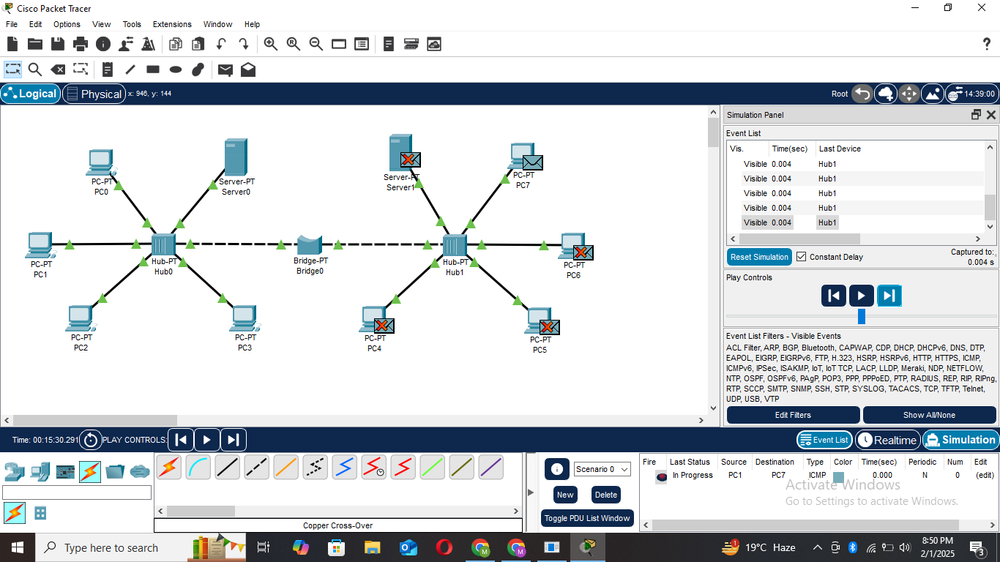 Cisco Packet Tracer
File Edit Options View Tools Extensions Window Help
Logical Physical x: 946, y: 144 Root 14:39:00
PC-PT
PC0
Server-PT
Server0
PC-PT
PC1
Hub-PT
Hub0
PC-PT
PC2
PC-PT
PC3
Bridge-PT
Bridge0
Server-PT
Server1
PC-PT
PC7
Hub-PT
Hub1
PC-PT
PC6
PC-PT
PC4
PC-PT
PC5
Simulation Panel
Event List
Vis. Time(sec) Last Device
Visible 0.004 Hub1
Visible 0.004 Hub1
Visible 0.004 Hub1
Visible 0.004 Hub1
Visible 0.004 Hub1
Reset Simulation Constant Delay Captured to:
0.004 s
Play Controls
Event List Filters - Visible Events
ACL Filter, ARP, BGP, Bluetooth, CAPWAP, CDP, DHCP, DHCPv6, DNS, DTP,
EAPOL, EIGRP, EIGRPv6, FTP, H.323, HSRP, HSRPv6, HTTP, HTTPS, ICMP,
ICMPv6, IPSec, ISAKMP, IoT, IoT TCP, LACP, LLDP, Meraki, NDP, NETFLOW,
NTP, OSPF, OSPFv6, PAgP, POP3, PPP, PPPoED, PTP, RADIUS, REP, RIP, RIPng,
RTP, SCCP, SMTP, SNMP, SSH, STP, SYSLOG, TACACS, TCP, TFTP, Telnet,
UDP, USB, VTP
Edit Filters Show All/None
Time: 00:15:30.291 PLAY CONTROLS: Event List Realtime Simulation
Scenario 0
New Delete
Toggle PDU List Window
Fire Last Status Source Destination Type Color Time(sec) Periodic Num Edit
In Progress PC1 PC7 ICMP 0.000 N 0 (edit)
Activate Windows
Go to Settings to activate Windows.
Copper Cross-Over
Type here to search
19°C Haze
8:50 PM
2/1/2025